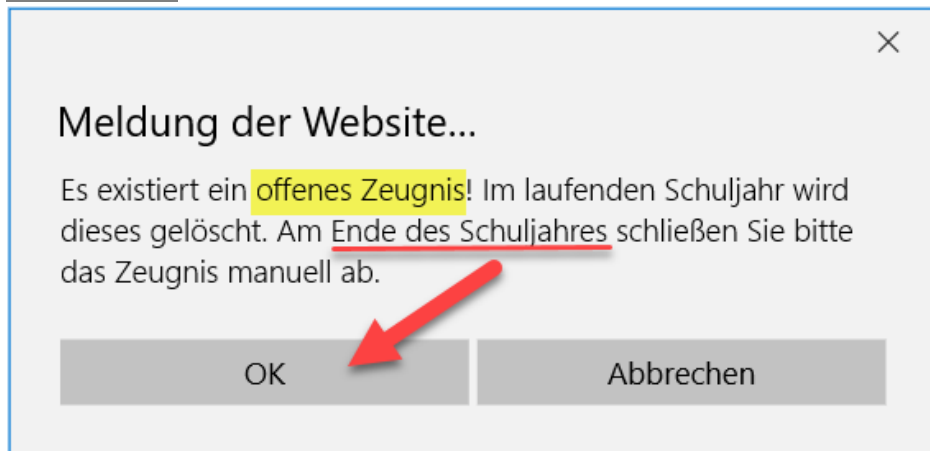 Meldung der Website...
Es existiert ein offenes Zeugnis! Im laufenden Schuljahr wird
dieses gelöscht. Am Ende des Schuljahres schließen Sie bitte
das Zeugnis manuell ab.
OK
Abbrechen